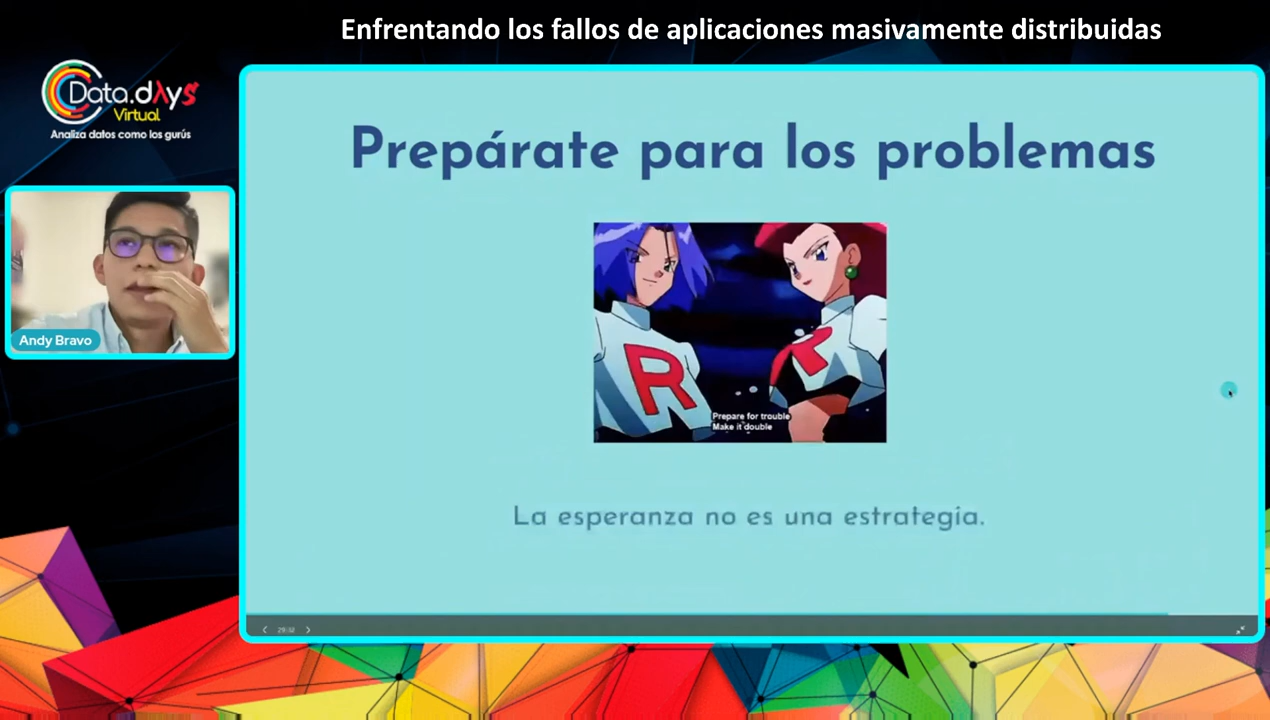 Enfrentando los fallos de aplicaciones masivamente distribuidas
Data.dλys
Virtual
Analiza datos como los gurús
Prepárate para los problemas
Andy Bravo
R
R
Prepare for trouble
Make it double
La esperanza no es una estrategia.